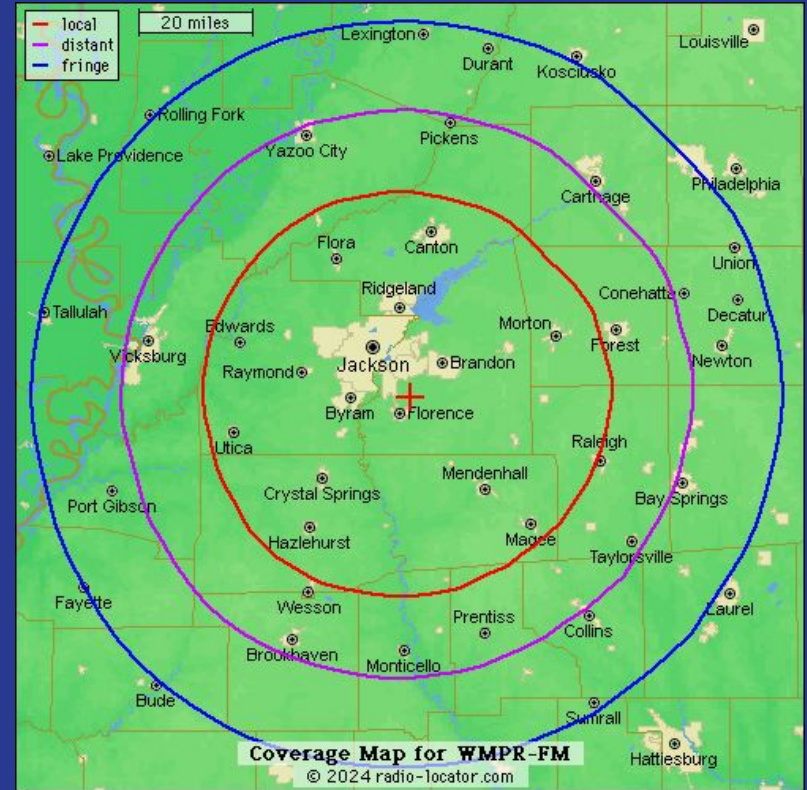 local
distant
fringe
20 miles
Lexington
Louisville
Durant
Kosciusko
Rolling Fork
Pickens
Yazoo City
Lake Providence
Carthage
Philadelphia
Flora
Canton
Union
Ridgeland
Conehatta
Tallulah
Decatur
Edwards
Morton
Forest
Vicksburg
Newton
Jackson
Brandon
Raymond
Byram
Florence
Utica
Raleigh
Mendenhall
Crystal Springs
Bay Springs
Port Gibson
Hazlehurst
Magee
Taylorsville
Fayette
Wesson
Laurel
Prentiss
Collins
Brookhaven
Monticello
Bude
Sumrall
Coverage Map for WMPR-FM
Hattiesburg
© 2024 radio-locator.com